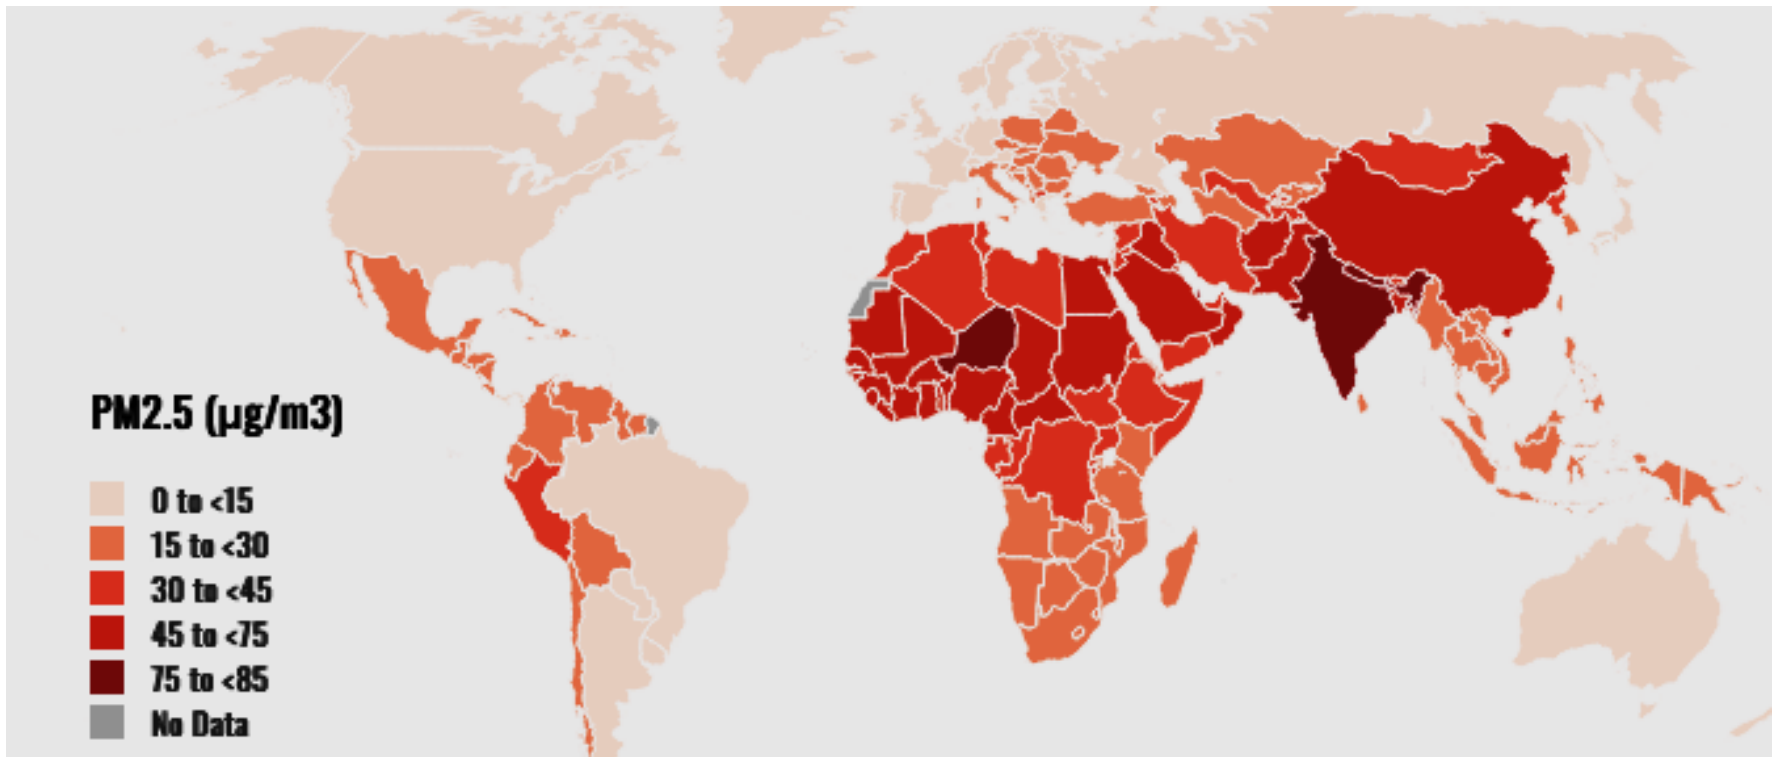 PM2.5 (µg/m3)
0 to <15
15 to <30
30 to <45
45 to <75
75 to <85
No Data